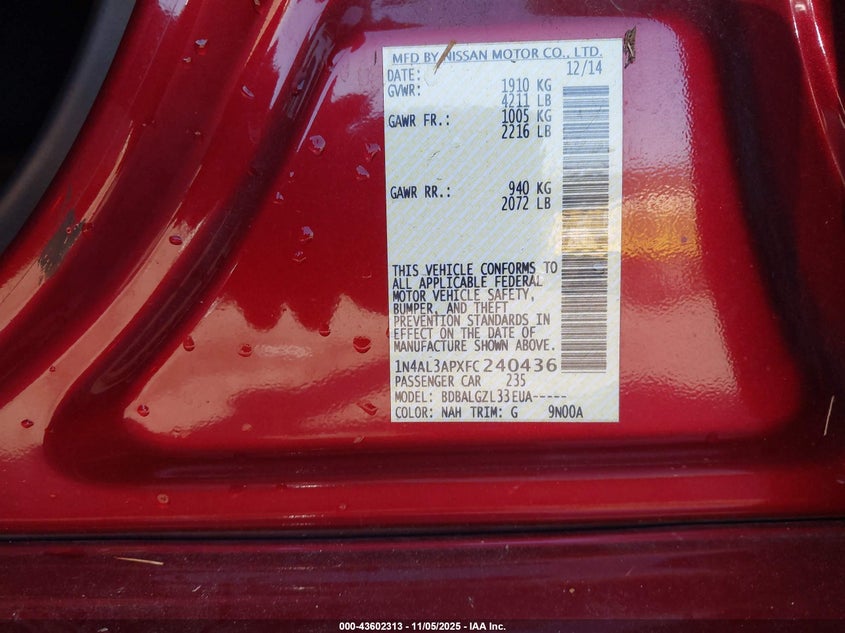 MFD BY NISSAN MOTOR CO., LTD.
DATE: 12/14
GVWR: 1910 KG
4211 LB
GAWR FR.: 1005 KG
2216 LB
GAWR RR.: 940 KG
2072 LB
THIS VEHICLE CONFORMS TO
ALL APPLICABLE FEDERAL
MOTOR VEHICLE SAFETY,
BUMPER, AND THEFT
PREVENTION STANDARDS IN
EFFECT ON THE DATE OF
MANUFACTURE SHOWN ABOVE.
1N4AL3APXFC240436
PASSENGER CAR 235
MODEL: BDBALGZL33EUA-----
COLOR: NAH TRIM: G 9N00A
000-43602313 - 11/05/2025 - IAA Inc.